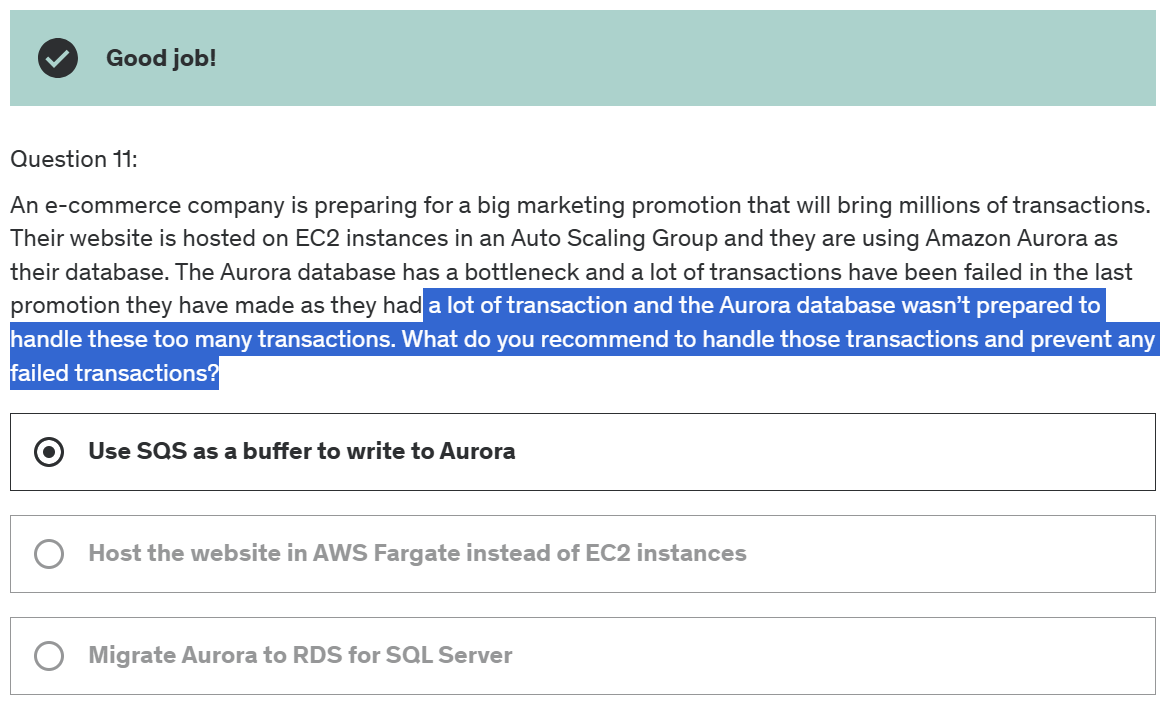 Good job!
Question 11:
An e-commerce company is preparing for a big marketing promotion that will bring millions of transactions.
Their website is hosted on EC2 instances in an Auto Scaling Group and they are using Amazon Aurora as
their database. The Aurora database has a bottleneck and a lot of transactions have been failed in the last
promotion they have made as they had a lot of transaction and the Aurora database wasn’t prepared to
handle these too many transactions. What do you recommend to handle those transactions and prevent any
failed transactions?
Use SQS as a buffer to write to Aurora
Host the website in AWS Fargate instead of EC2 instances
Migrate Aurora to RDS for SQL Server